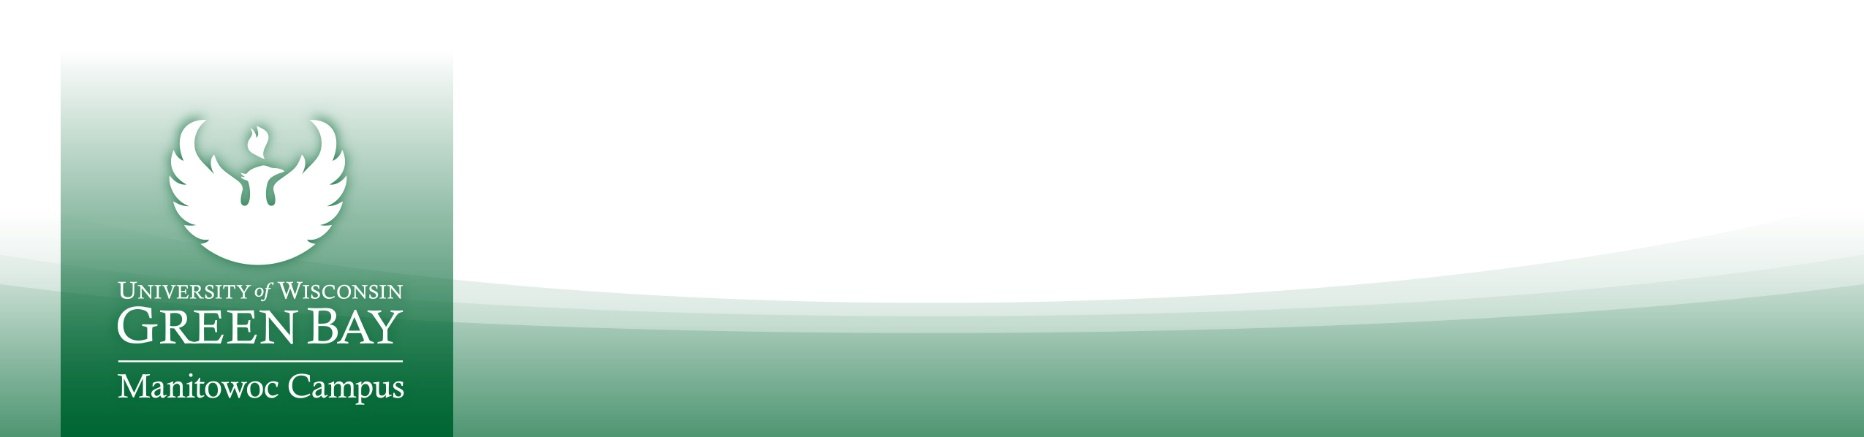 UNIVERSITY of WISCONSIN
GREEN BAY
Manitowoc Campus